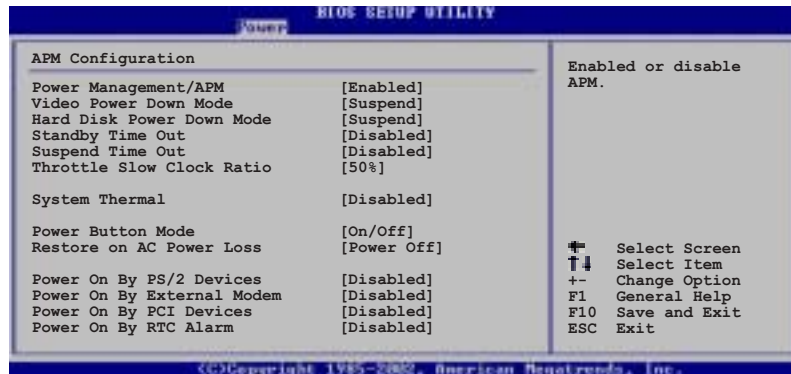 BIOS SETUP UTILITY
Power
APM Configuration
Power Management/APM [Enabled]
Video Power Down Mode [Suspend]
Hard Disk Power Down Mode [Suspend]
Standby Time Out [Disabled]
Suspend Time Out [Disabled]
Throttle Slow Clock Ratio [50%]
System Thermal [Disabled]
Power Button Mode [On/Off]
Restore on AC Power Loss [Power Off]
Power On By PS/2 Devices [Disabled]
Power On By External Modem [Disabled]
Power On By PCI Devices [Disabled]
Power On By RTC Alarm [Disabled]
Enabled or disable
APM.
Select Screen
↑↓ Select Item
+- Change Option
F1 General Help
F10 Save and Exit
ESC Exit
(C)Copyright 1985-2002, American Megatrends, Inc.